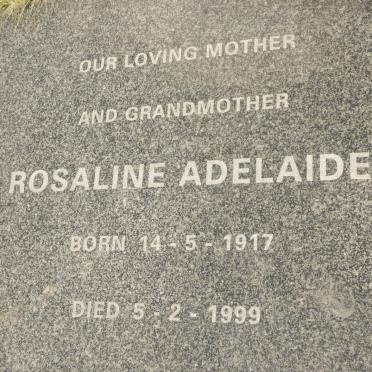 OUR LOVING MOTHER
AND GRANDMOTHER
ROSALINE ADELAIDE
BORN 14 - 5 - 1917
DIED 5 - 2 - 1999